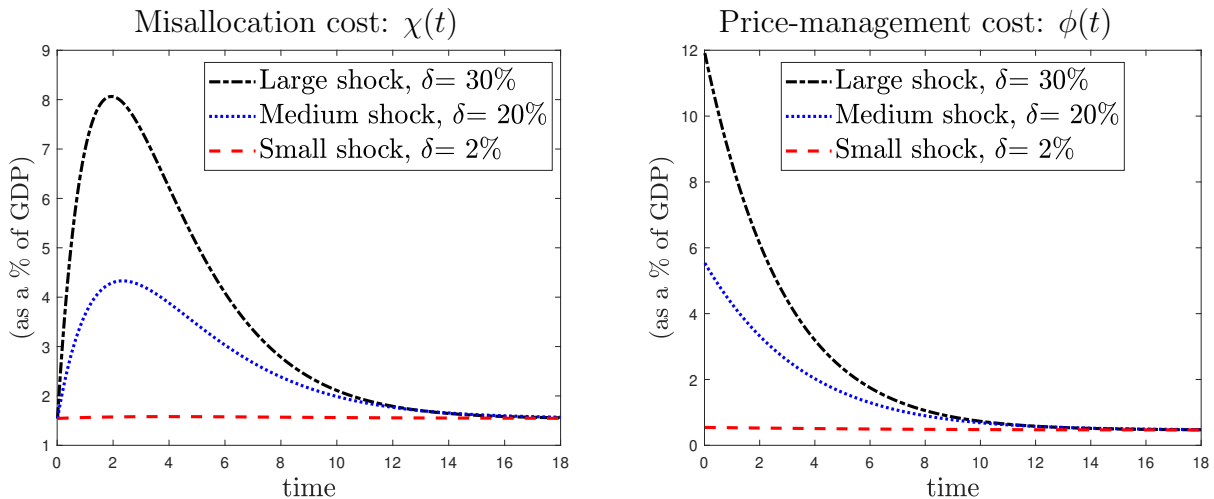 Misallocation cost: χ(t)
(as a % of GDP)
9
8
7
6
5
4
3
2
1
Large shock, δ= 30%
Medium shock, δ= 20%
Small shock, δ= 2%
0 2 4 6 8 10 12 14 16 18
time
Price-management cost: ϕ(t)
(as a % of GDP)
12
10
8
6
4
2
0
Large shock, δ= 30%
Medium shock, δ= 20%
Small shock, δ= 2%
0 2 4 6 8 10 12 14 16 18
time